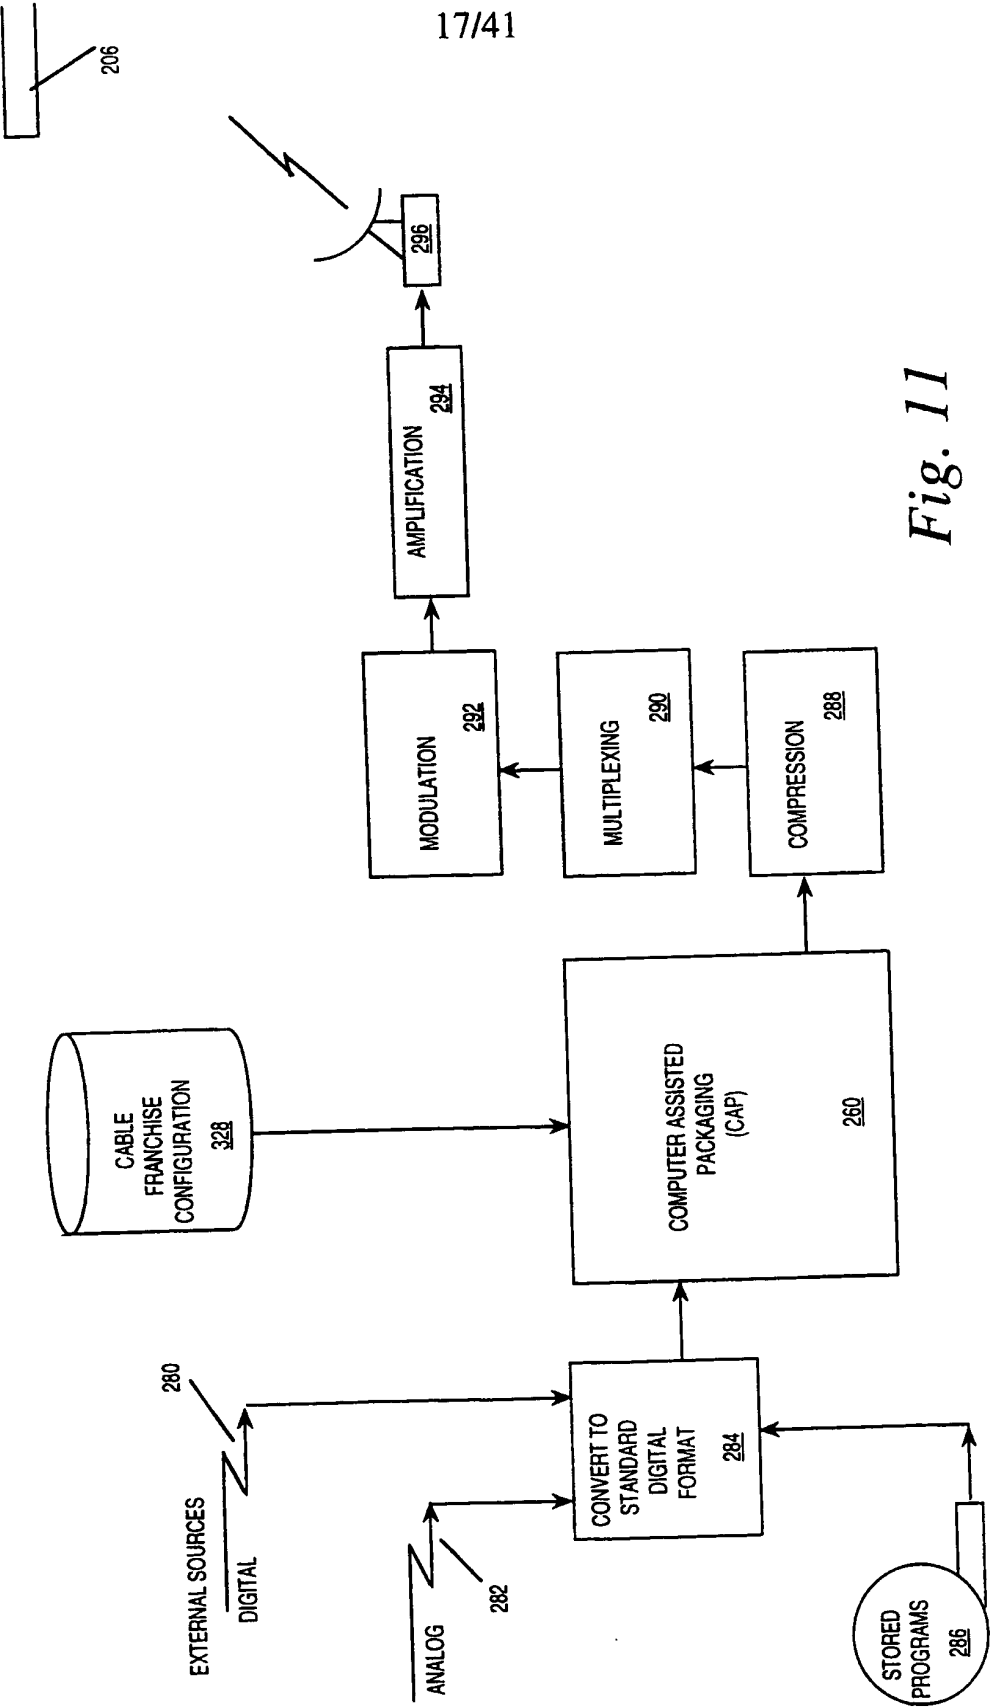 17/41
EXTERNAL SOURCES
DIGITAL
280
ANALOG
282
STORED
PROGRAMS
286
CONVERT TO
STANDARD
DIGITAL
FORMAT
284
CABLE
FRANCHISE
CONFIGURATION
328
COMPUTER ASSISTED
PACKAGING
(CAP)
260
COMPRESSION
288
MULTIPLEXING
290
MODULATION
292
AMPLIFICATION
294
296
206
Fig. 11